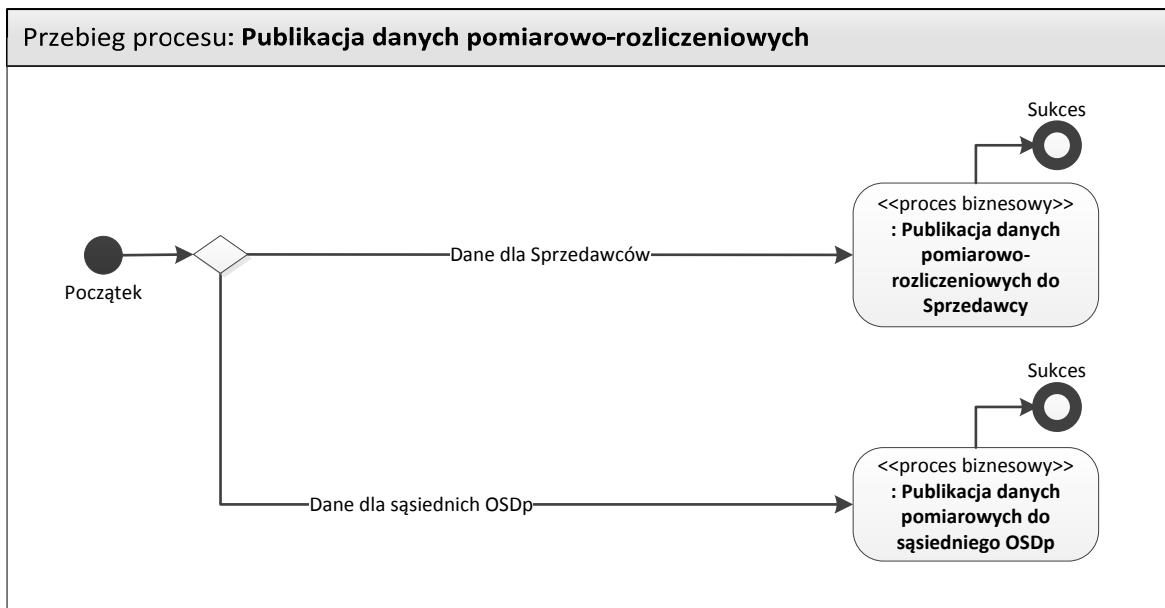 Przebieg procesu: Publikacja danych pomiarowo-rozliczeniowych
Sukces
<<proces biznesowy>>
: Publikacja danych
pomiarowo-
rozliczeniowych do
Sprzedawcy
Dane dla Sprzedawców
Początek
Sukces
<<proces biznesowy>>
: Publikacja danych
pomiarowych do
sąsiedniego OSDp
Dane dla sąsiednich OSDp